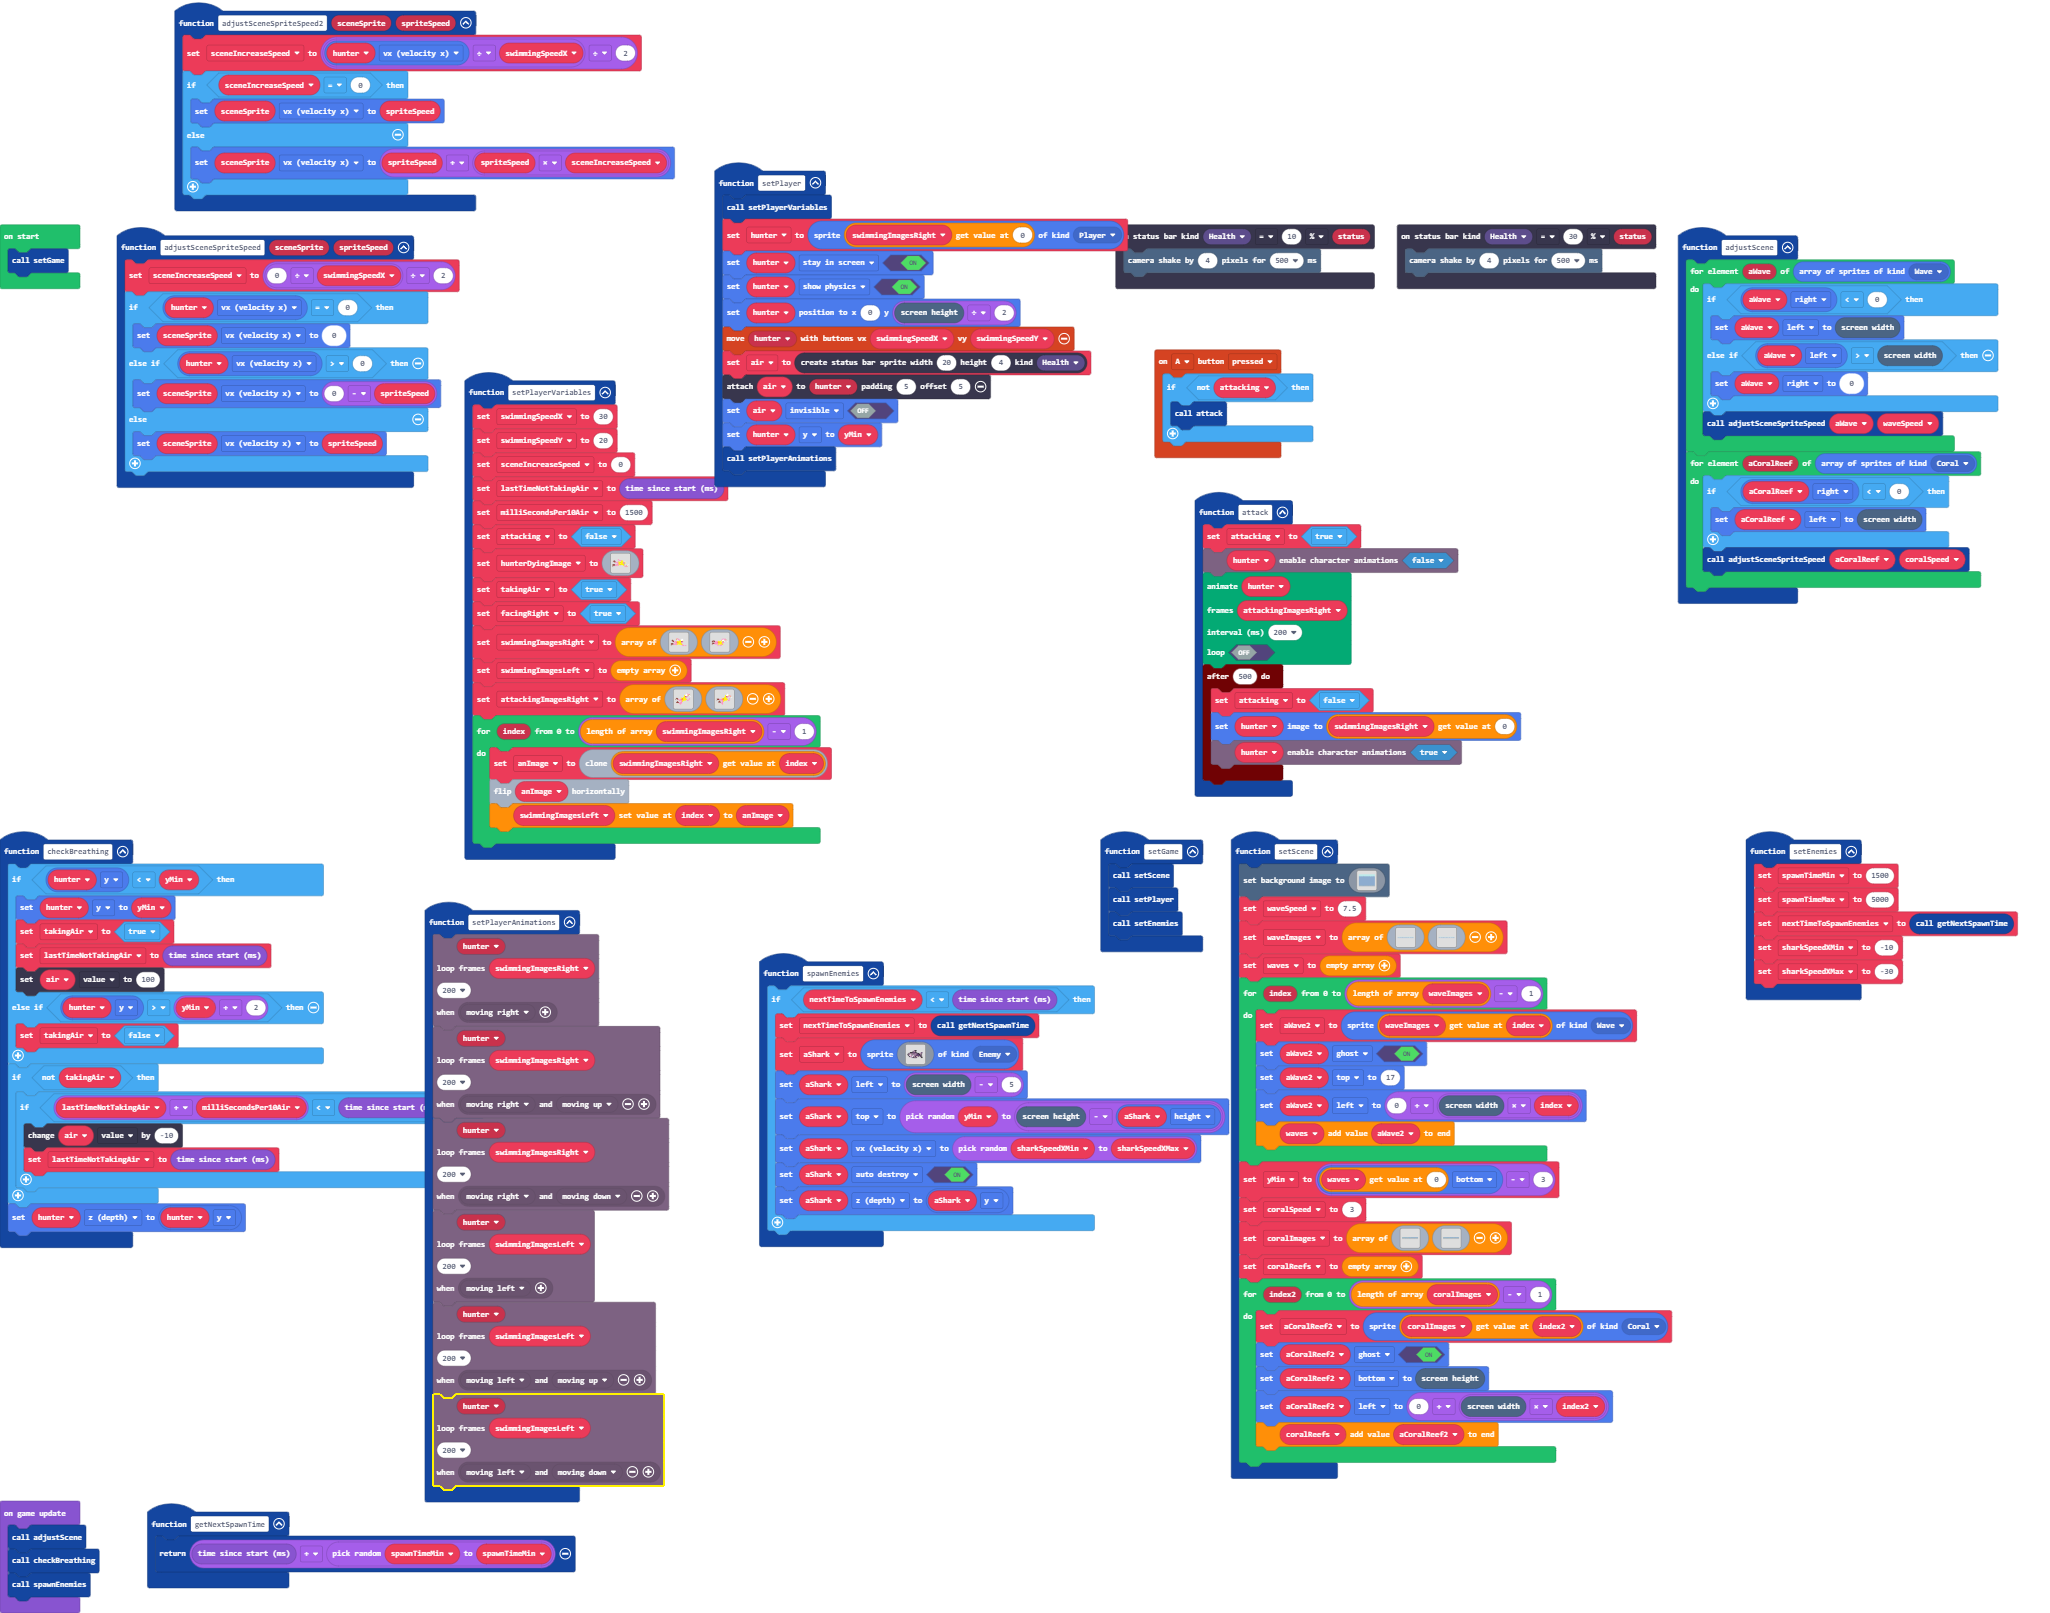 function adjustSceneSpriteSpeed2 sceneSprite spriteSpeed
set sceneIncreaseSpeed to hunter vx (velocity x) ÷ swimmingSpeedX ÷ 2
if sceneIncreaseSpeed = 0 then
set sceneSprite vx (velocity x) to spriteSpeed
else
set sceneSprite vx (velocity x) to spriteSpeed + spriteSpeed × sceneIncreaseSpeed
on start
call setGame
function adjustSceneSpriteSpeed sceneSprite spriteSpeed
set sceneIncreaseSpeed to 0 + swimmingSpeedX ÷ 2
if hunter vx (velocity x) = 0 then
set sceneSprite vx (velocity x) to 0
else if hunter vx (velocity x) > 0 then
set sceneSprite vx (velocity x) to 0 - spriteSpeed
else
set sceneSprite vx (velocity x) to spriteSpeed
function setPlayerVariables
set swimmingSpeedX to 30
set swimmingSpeedY to 20
set sceneIncreaseSpeed to 0
set lastTimeNotTakingAir to time since start (ms)
set milliSecondsPer10Air to 1500
set attacking to false
set hunterDyingImage to
set takingAir to true
set facingRight to true
set swimmingImagesRight to array of
set swimmingImagesLeft to empty array
set attackingImagesRight to array of
for index from 0 to length of array swimmingImagesRight - 1
do
set anImage to clone swimmingImagesRight get value at index
flip anImage horizontally
swimmingImagesLeft set value at index to anImage
function setPlayer
call setPlayerVariables
set hunter to sprite swimmingImagesRight get value at 0 of kind Player
set hunter stay in screen ON
set hunter show physics ON
set hunter position to x 0 y screen height ÷ 2
move hunter with buttons vx swimmingSpeedX vy swimmingSpeedY
set air to create status bar sprite width 20 height 4 kind Health
attach air to hunter padding 5 offset 5
set air invisible OFF
set hunter y to yMin
call setPlayerAnimations
status bar kind Health = 10 % status
camera shake by 4 pixels for 500 ms
on status bar kind Health = 30 % status
camera shake by 4 pixels for 500 ms
on A button pressed
if not attacking then
call attack
function attack
set attacking to true
hunter enable character animations false
animate hunter
frames attackingImagesRight
interval (ms) 200
loop OFF
after 500 do
set attacking to false
set hunter image to swimmingImagesRight get value at 0
hunter enable character animations true
function adjustScene
for element aWave of array of sprites of kind Wave
do
if aWave right < 0 then
set aWave left to screen width
else if aWave left > screen width then
set aWave right to 0
call adjustSceneSpriteSpeed aWave waveSpeed
for element aCoralReef of array of sprites of kind Coral
do
if aCoralReef right < 0 then
set aCoralReef left to screen width
call adjustSceneSpriteSpeed aCoralReef coralSpeed
function checkBreathing
if hunter y < yMin then
set hunter y to yMin
set takingAir to true
set lastTimeNotTakingAir to time since start (ms)
set air value to 100
else if hunter y > yMin + 2 then
set takingAir to false
if not takingAir then
if lastTimeNotTakingAir + milliSecondsPer10Air < time since start
change air value by -10
set lastTimeNotTakingAir to time since start (ms)
set hunter z (depth) to hunter y
function setPlayerAnimations
hunter
loop frames swimmingImagesRight
200
when moving right
hunter
loop frames swimmingImagesRight
200
when moving right and moving up
hunter
loop frames swimmingImagesRight
200
when moving right and moving down
hunter
loop frames swimmingImagesLeft
200
when moving left
hunter
loop frames swimmingImagesLeft
200
when moving left and moving up
hunter
loop frames swimmingImagesLeft
200
when moving left and moving down
function spawnEnemies
if nextTimeToSpawnEnemies < time since start (ms) then
set nextTimeToSpawnEnemies to call getNextSpawnTime
set aShark to sprite of kind Enemy
set aShark left to screen width - 5
set aShark top to pick random yMin to screen height - aShark height
set aShark vx (velocity x) to pick random sharkSpeedXMin to sharkSpeedXMax
set aShark auto destroy ON
set aShark z (depth) to aShark y
function setGame
call setScene
call setPlayer
call setEnemies
function setScene
set background image to
set waveSpeed to 7.5
set waveImages to array of
set waves to empty array
for index from 0 to length of array waveImages - 1
do
set aWave2 to sprite waveImages get value at index of kind Wave
set aWave2 ghost ON
set aWave2 top to 17
set aWave2 left to 0 + screen width × index
waves add value aWave2 to end
set yMin to waves get value at 0 bottom - 3
set coralSpeed to 3
set coralImages to array of
set coralReefs to empty array
for index2 from 0 to length of array coralImages - 1
do
set aCoralReef2 to sprite coralImages get value at index2 of kind Coral
set aCoralReef2 ghost ON
set aCoralReef2 bottom to screen height
set aCoralReef2 left to 0 + screen width × index2
coralReefs add value aCoralReef2 to end
function setEnemies
set spawnTimeMin to 1500
set spawnTimeMax to 5000
set nextTimeToSpawnEnemies to call getNextSpawnTime
set sharkSpeedXMin to -10
set sharkSpeedXMax to -30
on game update
call adjustScene
call checkBreathing
call spawnEnemies
function getNextSpawnTime
return time since start (ms) + pick random spawnTimeMin to spawnTimeMin